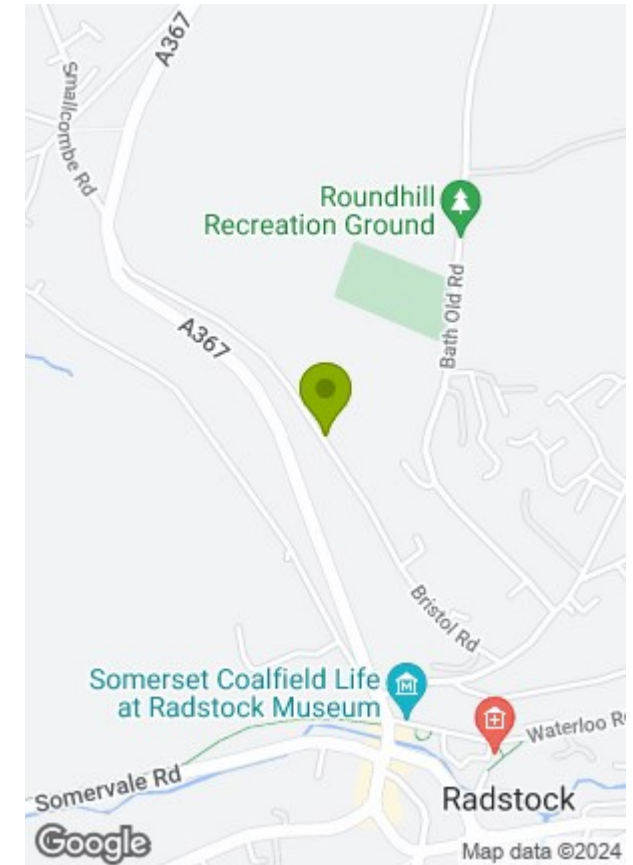 A367
Smallcombe Rd
Roundhill
Recreation Ground
Bath Old Rd
A367
Bristol Rd
Somerset Coalfield Life
at Radstock Museum
M
Waterloo Ro
Somervale Rd
Radstock
Google
Map data ©2024